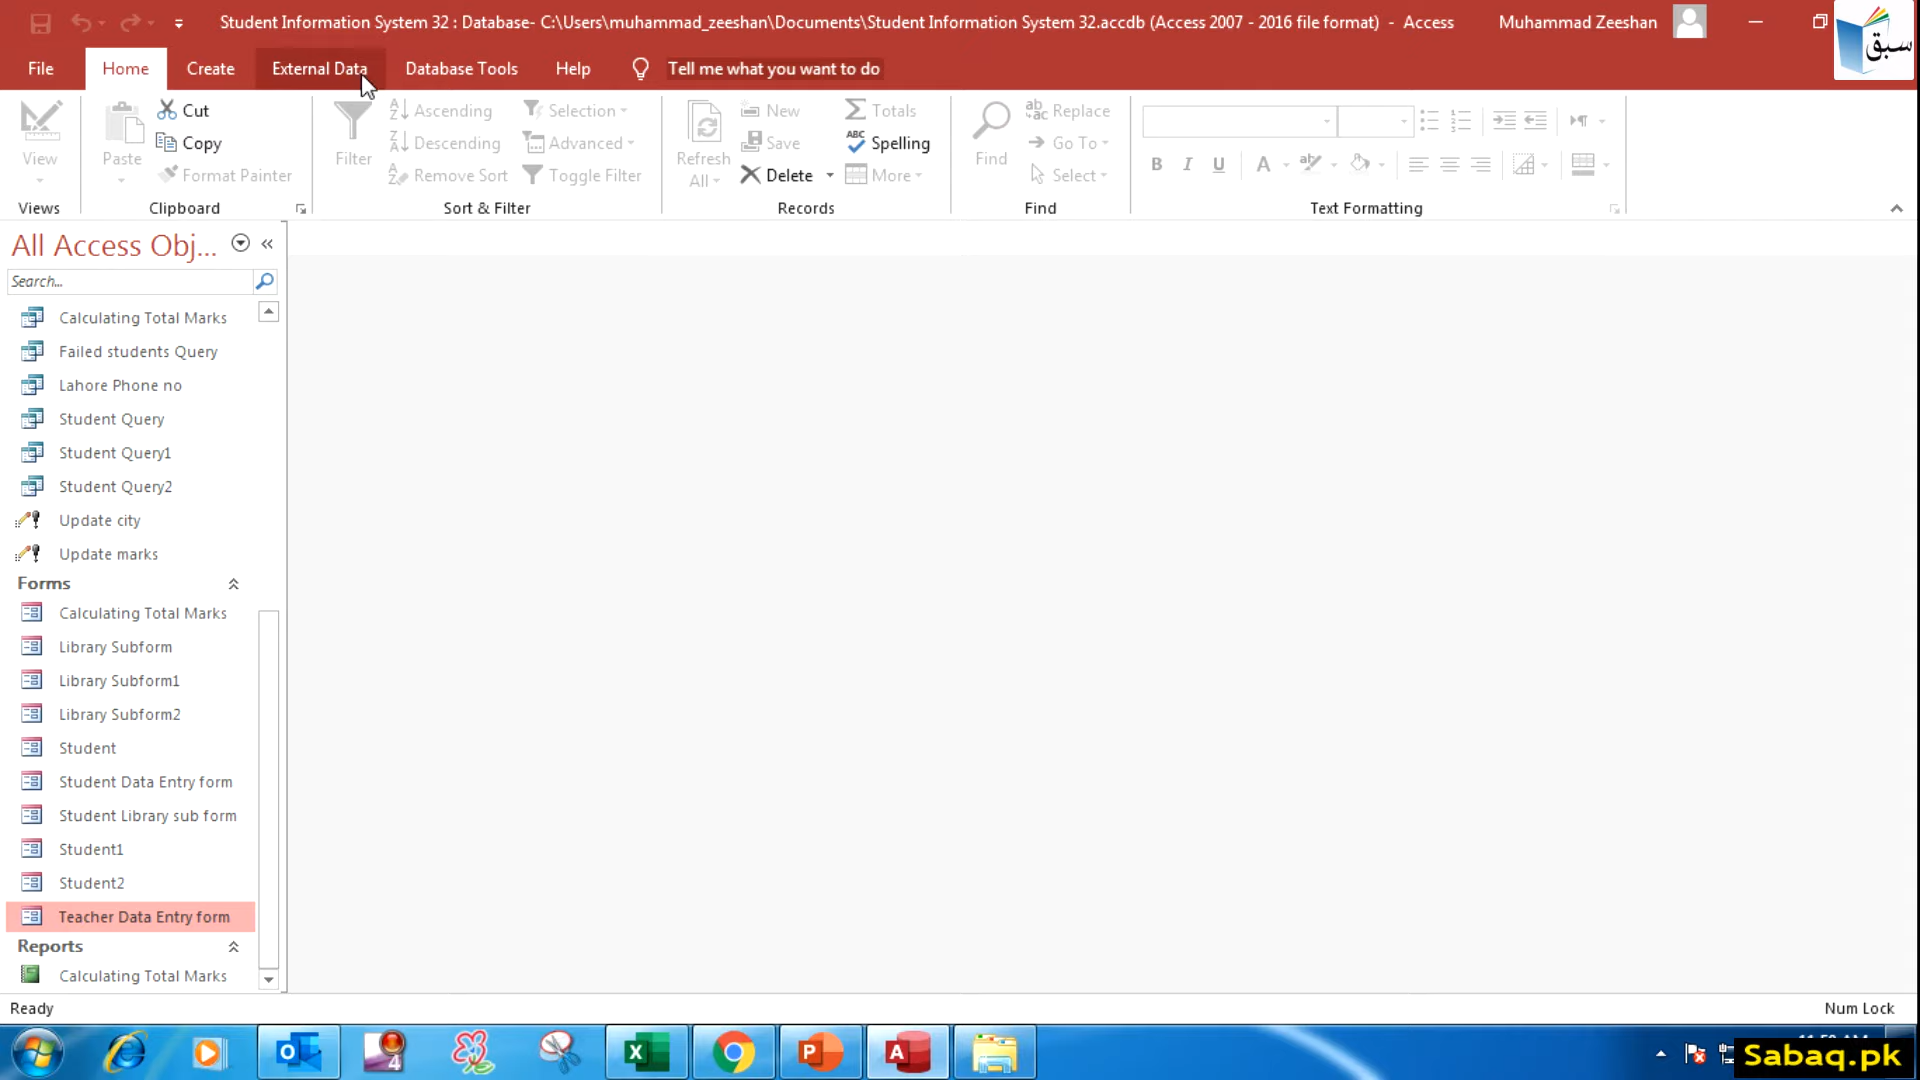 Student Information System 32 : Database- C:\Users\muhammad_zeeshan\Documents\Student Information System 32.accdb (Access 2007 - 2016 file format) - Access
Muhammad Zeeshan
سبق
File Home Create External Data Database Tools Help Tell me what you want to do
View
Views
Paste
Cut
Copy
Format Painter
Clipboard
Filter
Ascending
Descending
Remove Sort
Selection
Advanced
Toggle Filter
Sort & Filter
Refresh
All
New
Save
Delete
Totals
Spelling
More
Records
Find
Replace
Go To
Select
Find
B I U A
Text Formatting
All Access Obj...
Search...
Calculating Total Marks
Failed students Query
Lahore Phone no
Student Query
Student Query1
Student Query2
Update city
Update marks
Forms
Calculating Total Marks
Library Subform
Library Subform1
Library Subform2
Student
Student Data Entry form
Student Library sub form
Student1
Student2
Teacher Data Entry form
Reports
Calculating Total Marks
Ready
Num Lock
Sabaq.pk